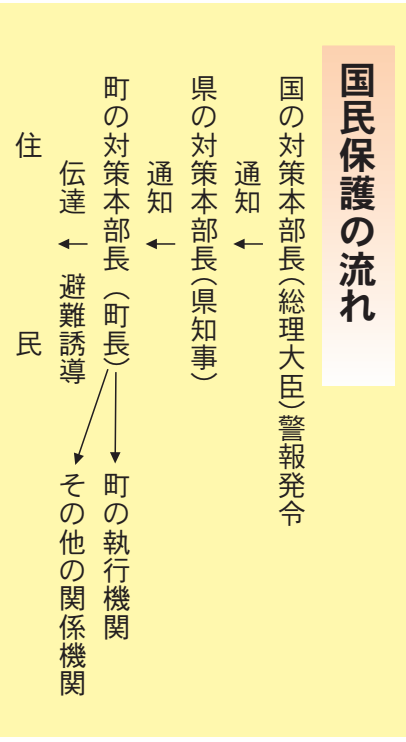 国民保護の流れ
国の対策本部長(総理大臣)警報発令
通知 ←
県の対策本部長(県知事)
通知 ←
町の対策本部長(町長)
町の執行機関
伝達 ← 避難誘導
その他の関係機関
住民